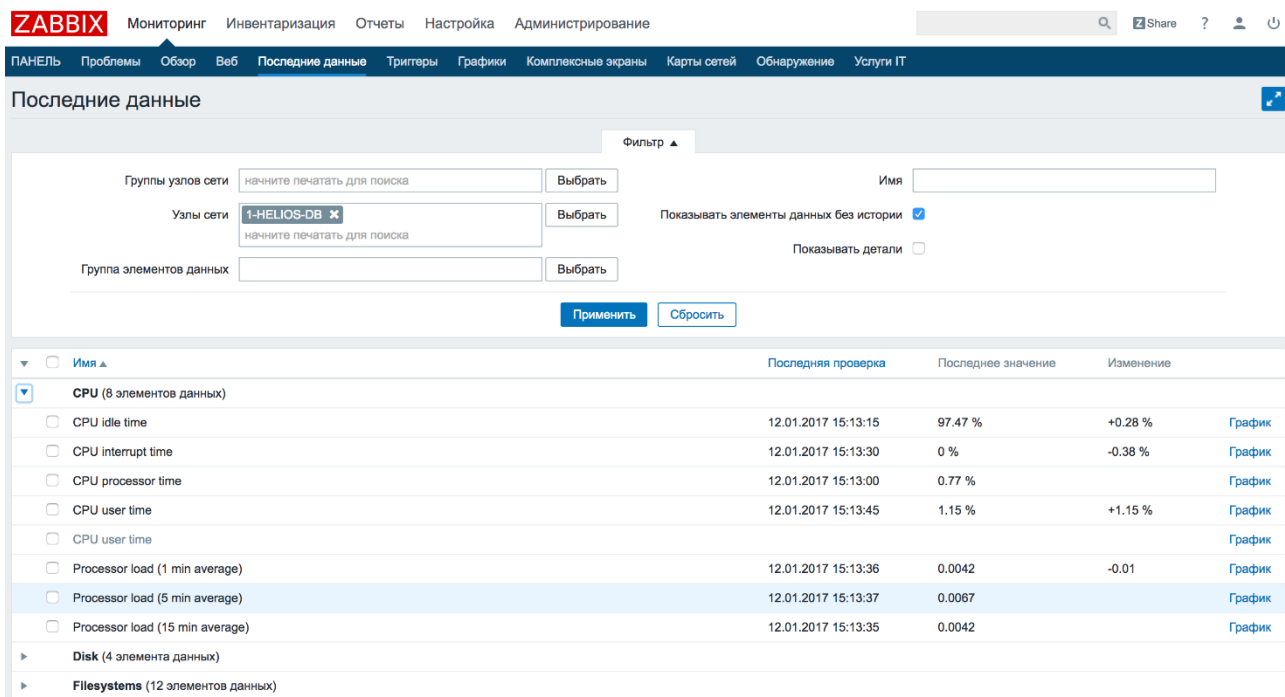 ZABBIX Мониторинг Инвентаризация Отчеты Настройка Администрирование Z Share ?
ПАНЕЛЬ Проблемы Обзор Веб Последние данные Триггеры Графики Комплексные экраны Карты сетей Обнаружение Услуги IT
Последние данные
Фильтр ▲
Группы узлов сети начните печатать для поиска Выбрать Имя
Узлы сети 1-HELIOS-DB ✖ Выбрать Показывать элементы данных без истории
начните печатать для поиска
Показывать детали
Группа элементов данных Выбрать
Применить Сбросить
Имя ▲ Последняя проверка Последнее значение Изменение
CPU (8 элементов данных)
CPU idle time 12.01.2017 15:13:15 97.47 % +0.28 % График
CPU interrupt time 12.01.2017 15:13:30 0 % -0.38 % График
CPU processor time 12.01.2017 15:13:00 0.77 % График
CPU user time 12.01.2017 15:13:45 1.15 % +1.15 % График
CPU user time График
Processor load (1 min average) 12.01.2017 15:13:36 0.0042 -0.01 График
Processor load (5 min average) 12.01.2017 15:13:37 0.0067 График
Processor load (15 min average) 12.01.2017 15:13:35 0.0042 График
Disk (4 элемента данных)
Filesystems (12 элементов данных)